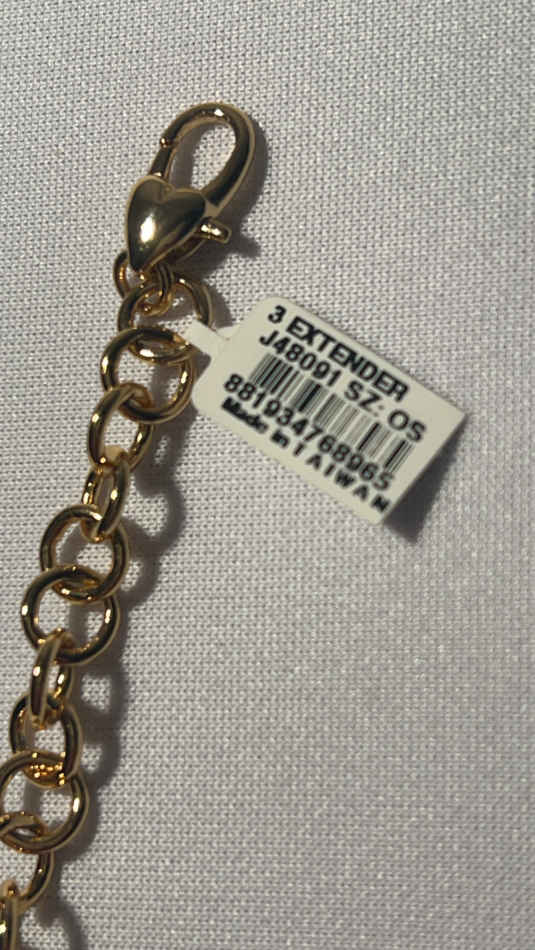 3 EXTENDER
J48091 SZ: OS
881934768965
Made in TAIWAN